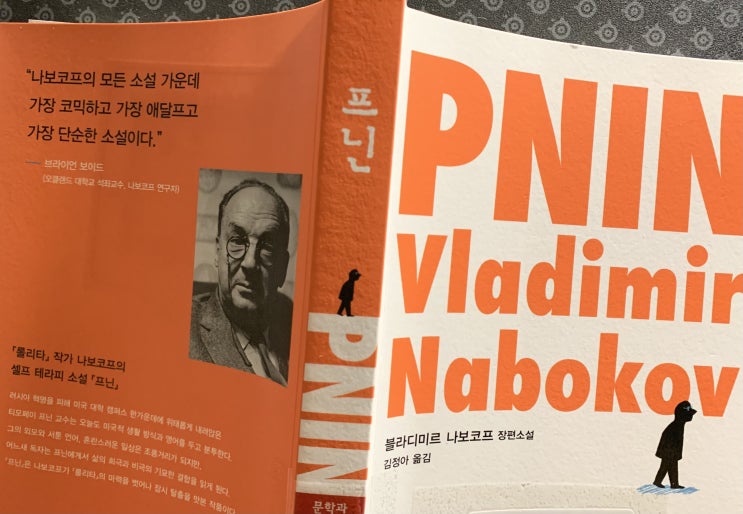 "나보코프의 모든 소설 가운데
가장 코믹하고 가장 애달프고
가장 단순한 소설이다."
브라이언 보이드
(오클랜드 대학교 석좌교수, 나보코프 연구자)
『롤리타』 작가 나보코프의
셀프 테라피 소설 『프닌』
러시아 혁명을 피해 미국 대학 캠퍼스 한가운데에 위태롭게 내려앉은
티모페이 프닌 교수는 오늘도 미국적 생활 방식과 영어를 두고 분투한다.
그의 외모와 서툰 언어, 혼란스러운 일상은 조롱거리가 되지만,
어느새 독자는 프닌에게서 삶의 희극과 비극의 기묘한 결합을 읽게 된다.
『프닌』은 나보코프가 『롤리타』의 마력을 벗어나 잠시 탈출을 맛본 작품이다
프닌
PNIN
문학과
PNIN
Vladimir
Nabokov
블라디미르 나보코프 장편소설
김정아 옮김